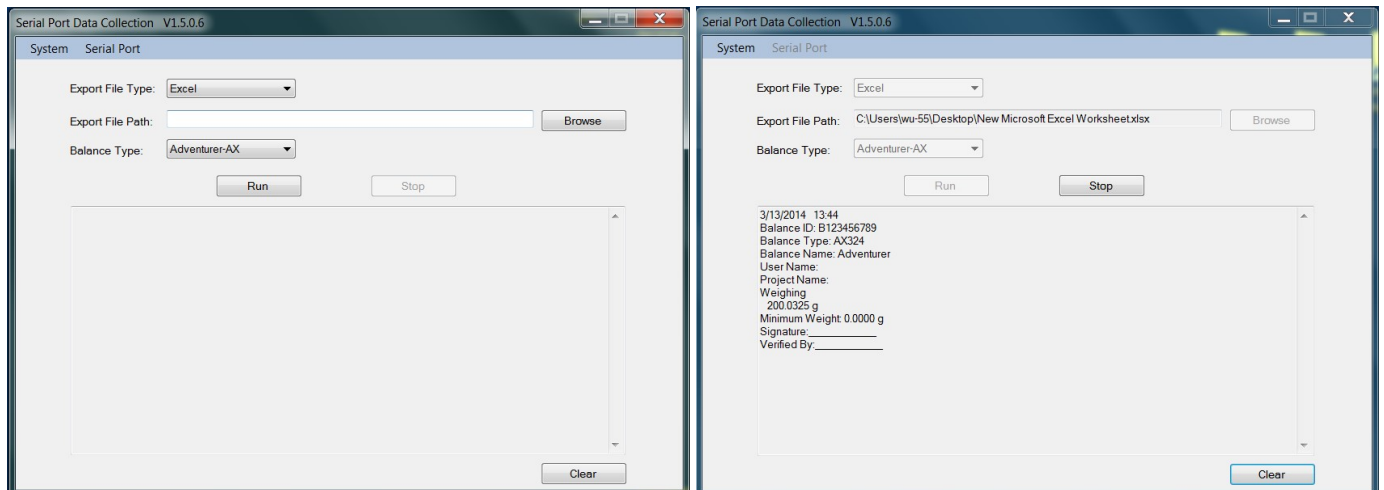 Serial Port Data Collection V1.5.0.6
System Serial Port
Export File Type: Excel
Export File Path: Browse
Balance Type: Adventurer-AX
Run Stop
Clear
Serial Port Data Collection V1.5.0.6
System Serial Port
Export File Type: Excel
Export File Path: C:\Users\wu-55\Desktop\New Microsoft Excel Worksheet.xlsx Browse
Balance Type: Adventurer-AX
Run Stop
3/13/2014 13:44
Balance ID: B123456789
Balance Type: AX324
Balance Name: Adventurer
User Name:
Project Name:
Weighing
200.0325 g
Minimum Weight: 0.0000 g
Signature:____________
Verified By:____________
Clear